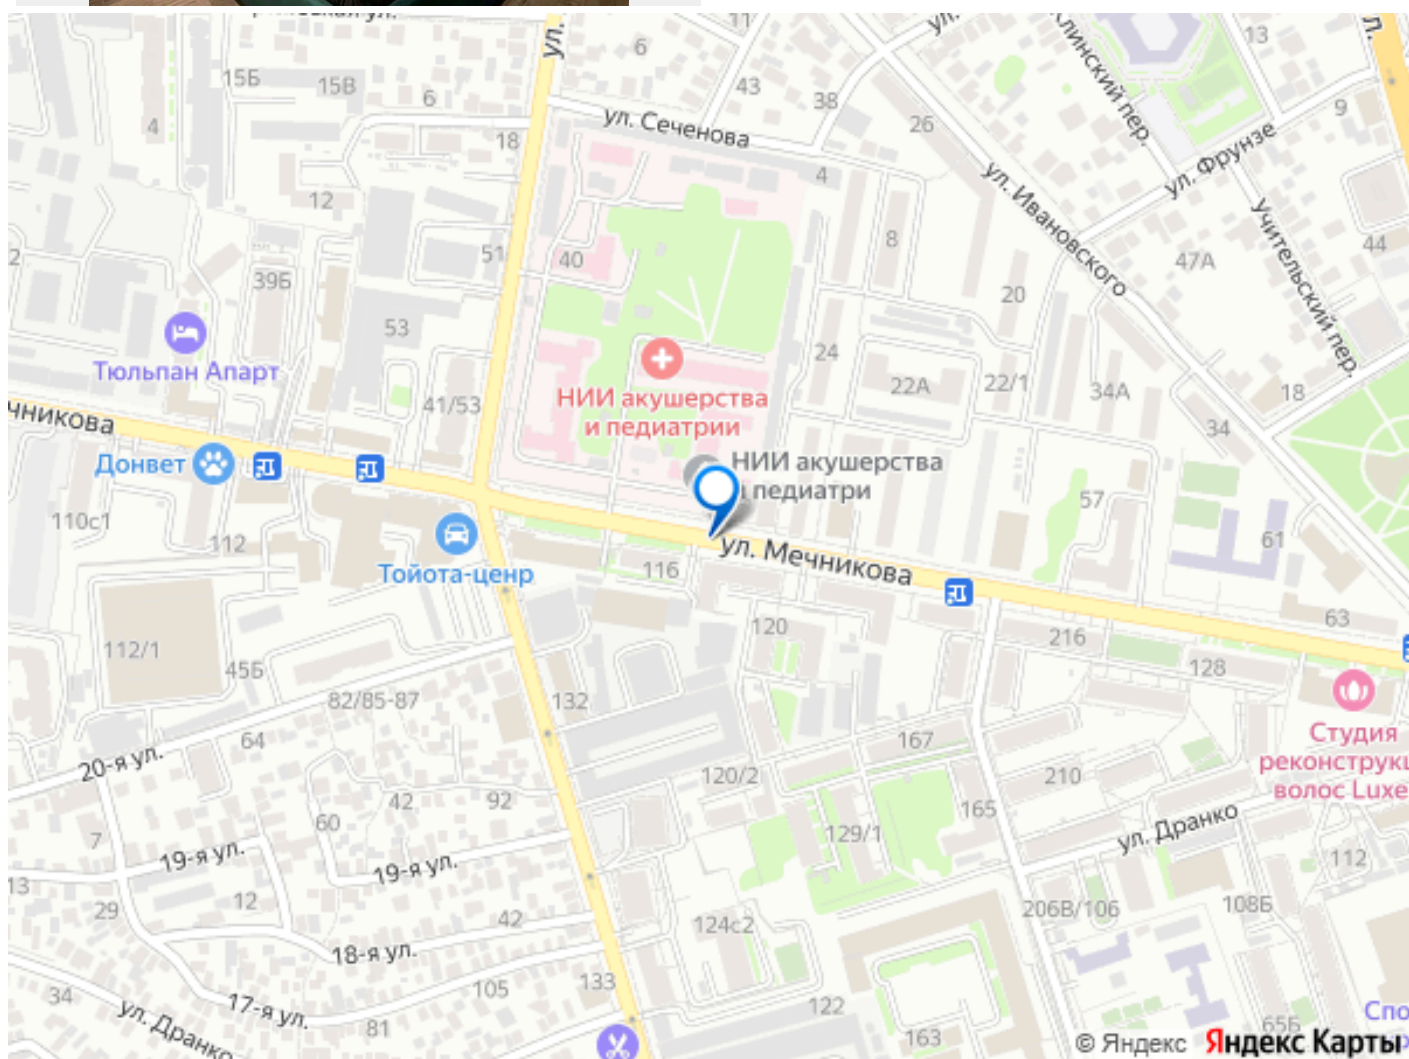 ул.
11
6
43
38
26
13
9
ул.
15Б
15В
6
4
18
12
ул. Сеченова
4
ул. Ивановского
ул. Фрунзе
Учительский пер.
44
47А
2
39Б
51
40
8
20
53
Тюльпан Апарт
24
22А
22/1
34А
18
34
41/53
НИИ акушерства
и педиатрии
НИИ акушерства
педиатри
Донвет
110с1
112
57
61
Тойота-ценр
116
ул. Мечникова
63
120
216
128
112/1
45Б
82/85-87
132
Студия
волос Luxe
64
20-я ул.
167
120/2
210
42
92
60
165
ул. Дранко
129/1
7
19-я ул.
19-я ул.
112
13
29
12
42
124с2
206В/106
108Б
18-я ул.
34
17-я ул.
105
133
122
81
ул. Дранко
163
65Б
Спо
© Яндекс Яндекс Карты